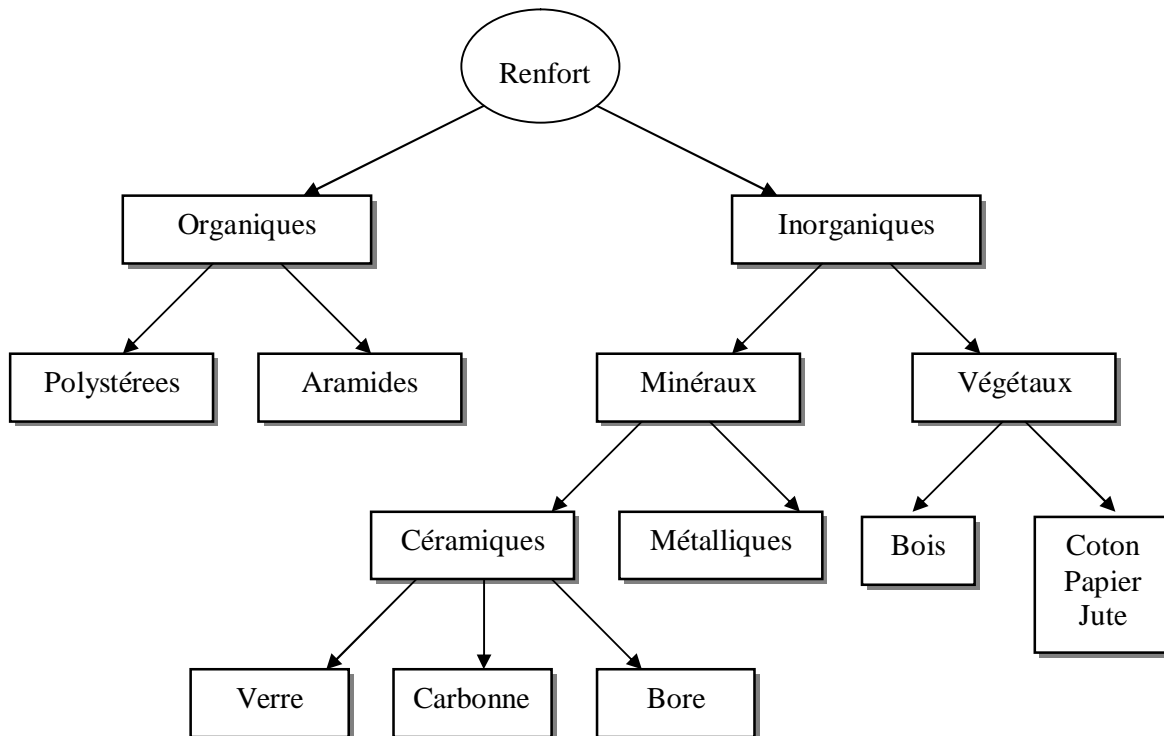 Renfort
Organiques
Inorganiques
Polystérees
Aramides
Minéraux
Végétaux
Céramiques
Métalliques
Bois
Coton
Papier
Jute
Verre
Carbonne
Bore